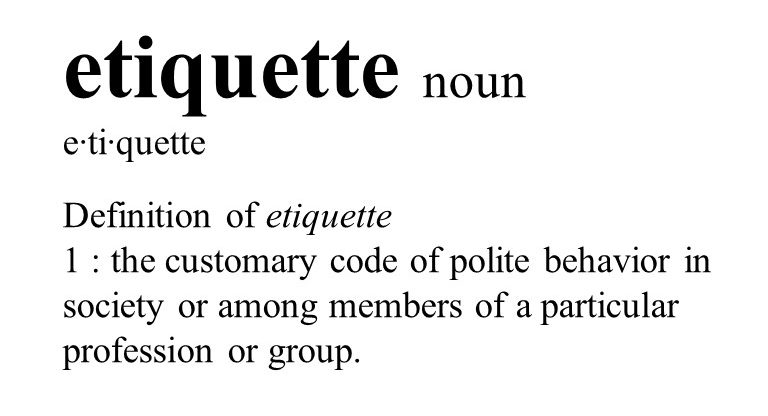 etiquette noun
e·ti·quette
Definition of etiquette
1 : the customary code of polite behavior in
society or among members of a particular
profession or group.